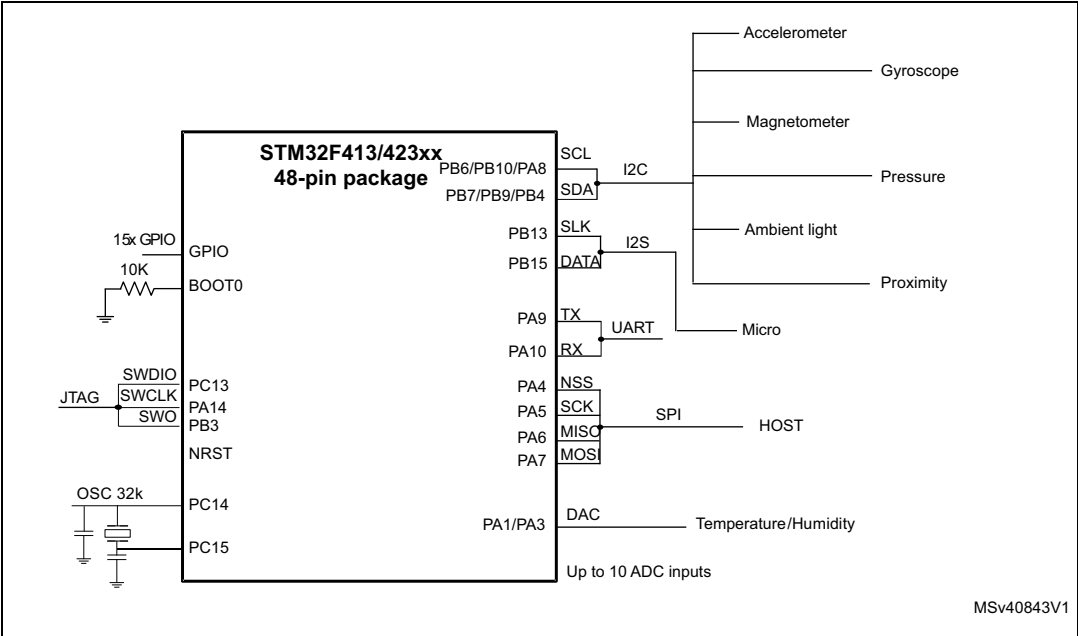 STM32F413/423xx
48-pin package
15x GPIO
GPIO
10K
BOOT0
JTAG
SWDIO
PC13
SWCLK
PA14
SWO
PB3
NRST
OSC 32k
PC14
PC15
PB6/PB10/PA8
SCL
PB7/PB9/PB4
SDA
I2C
Accelerometer
Gyroscope
Magnetometer
Pressure
Ambient light
Proximity
PB13
SLK
PB15
DATA
I2S
Micro
PA9
TX
PA10
RX
UART
PA4
NSS
PA5
SCK
PA6
MISO
PA7
MOSI
SPI
HOST
PA1/PA3
DAC
Temperature/Humidity
Up to 10 ADC inputs
MSv40843V1